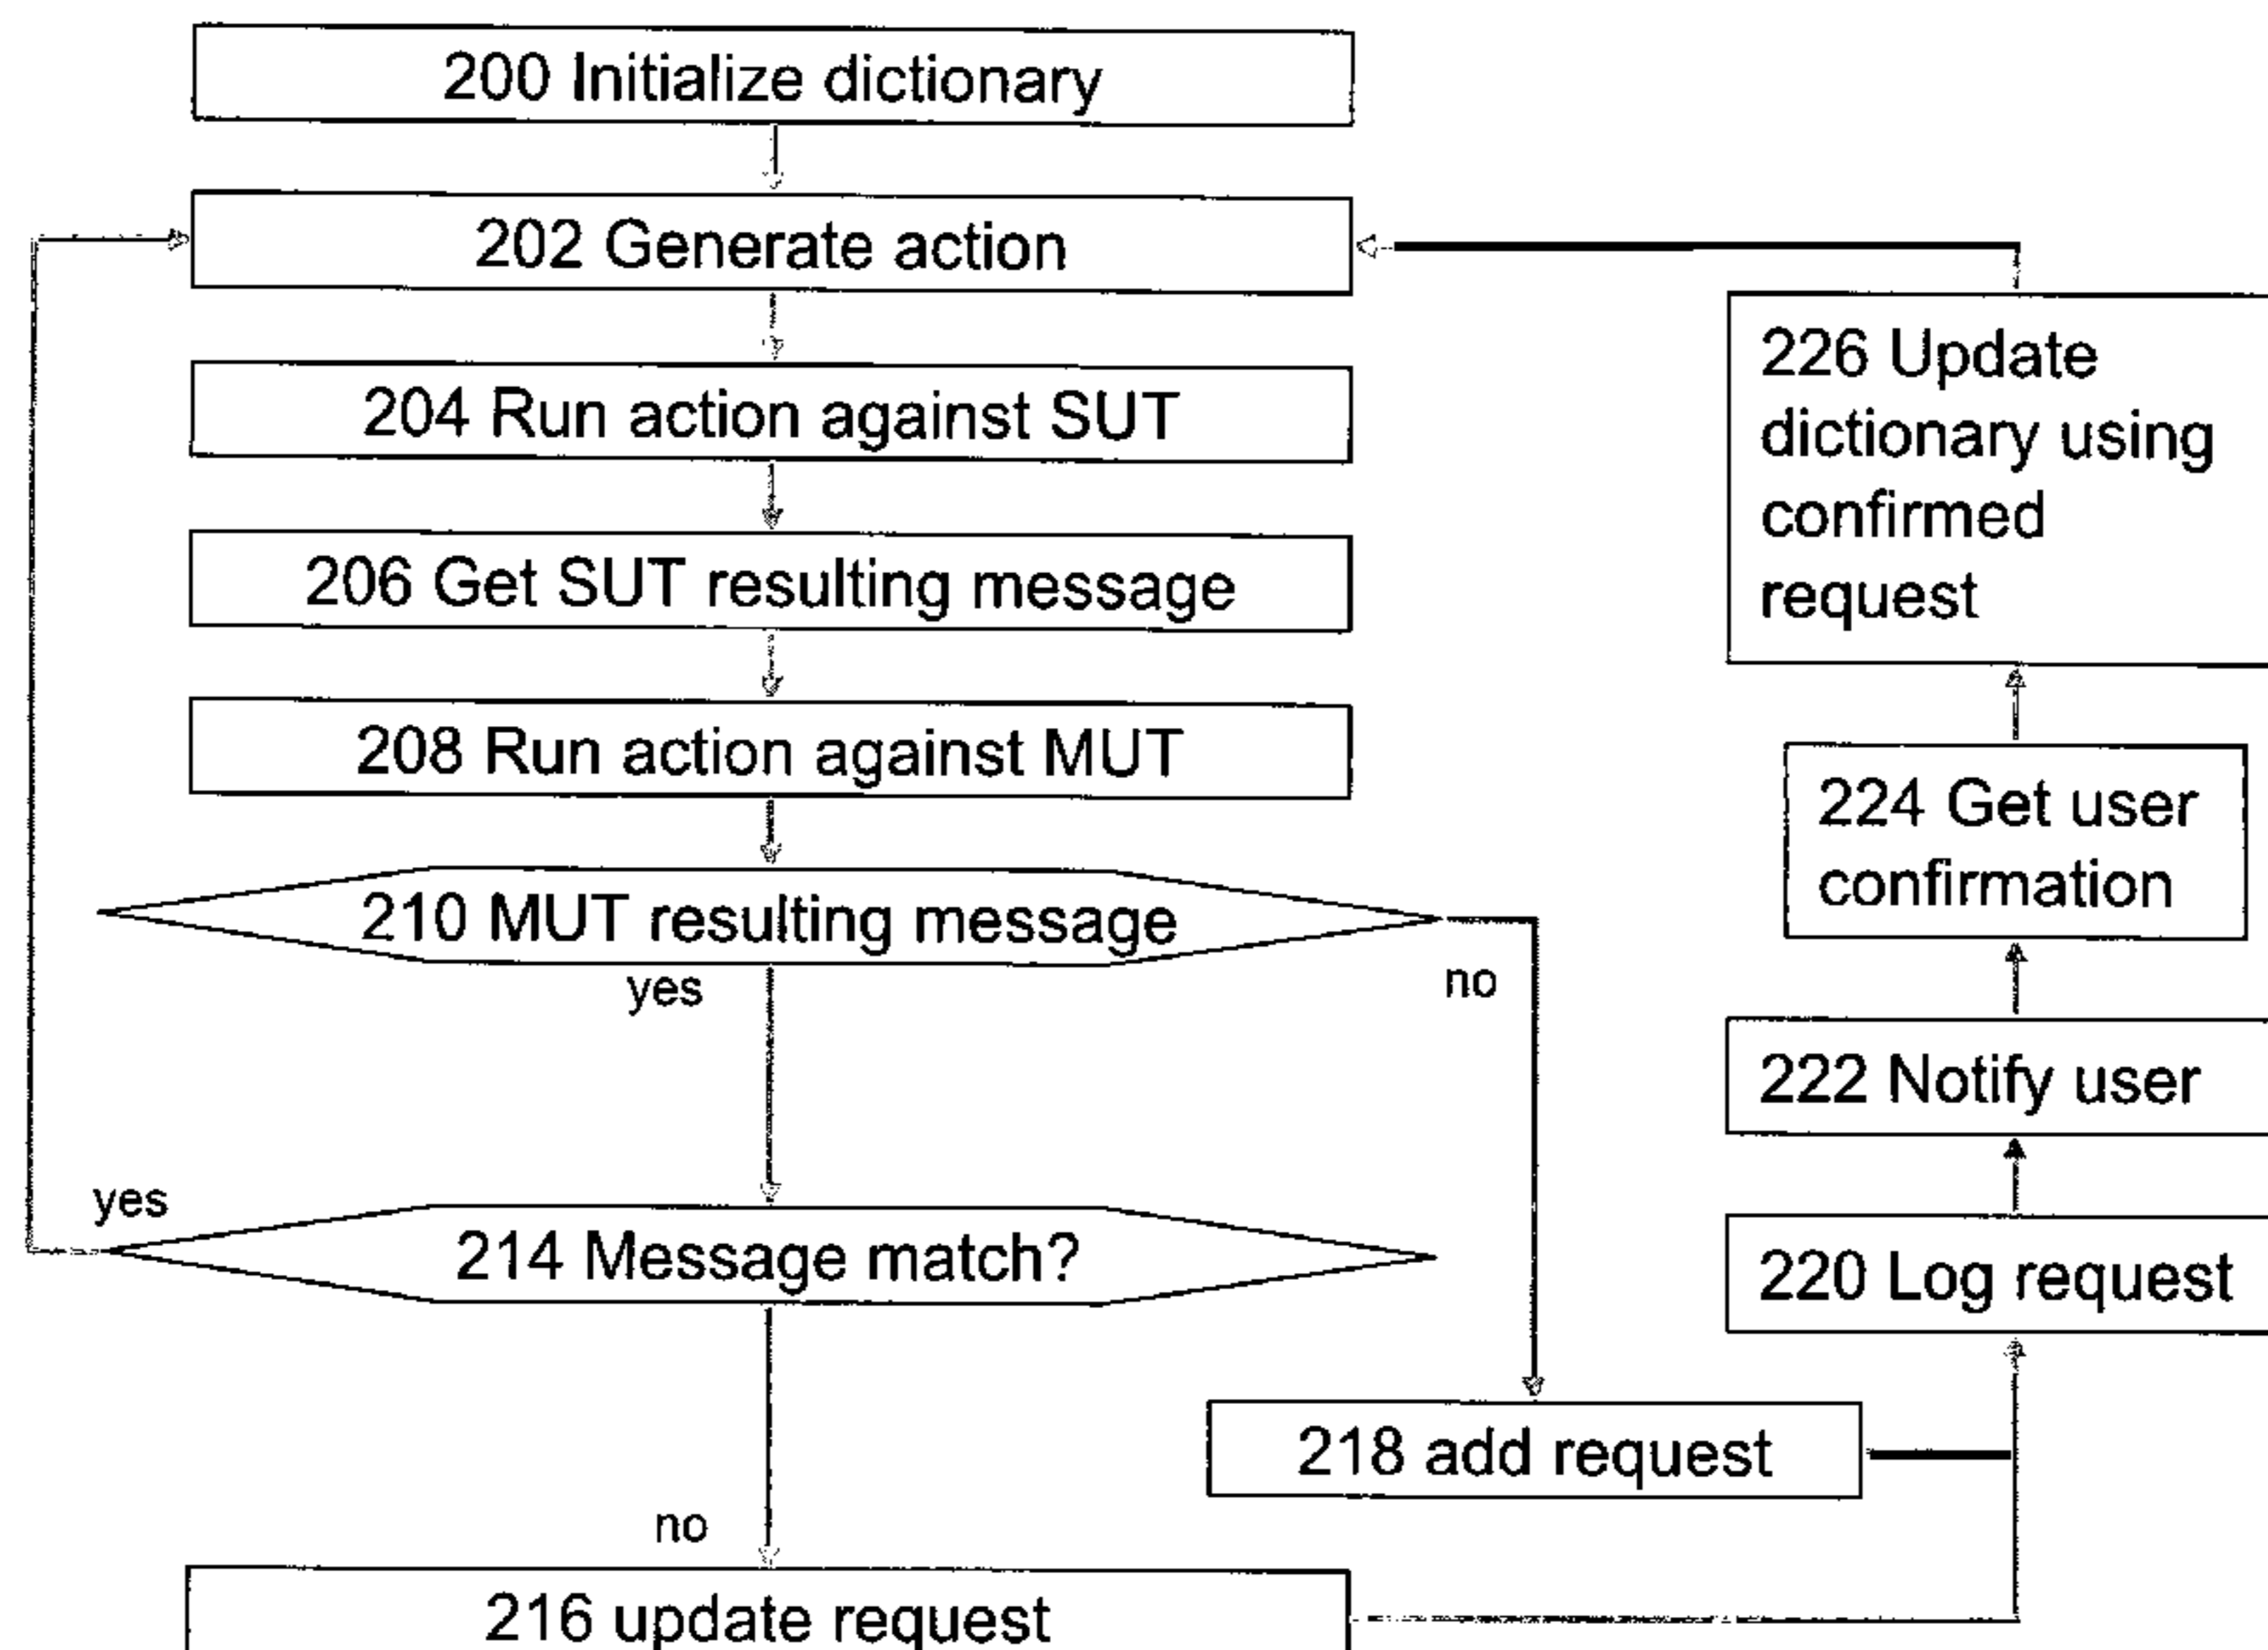 200 Initialize dictionary
202 Generate action
204 Run action against SUT
206 Get SUT resulting message
208 Run action against MUT
210 MUT resulting message
yes
no
yes
214 Message match?
218 add request
no
216 update request
226 Update
dictionary using
confirmed
request
224 Get user
confirmation
222 Notify user
220 Log request